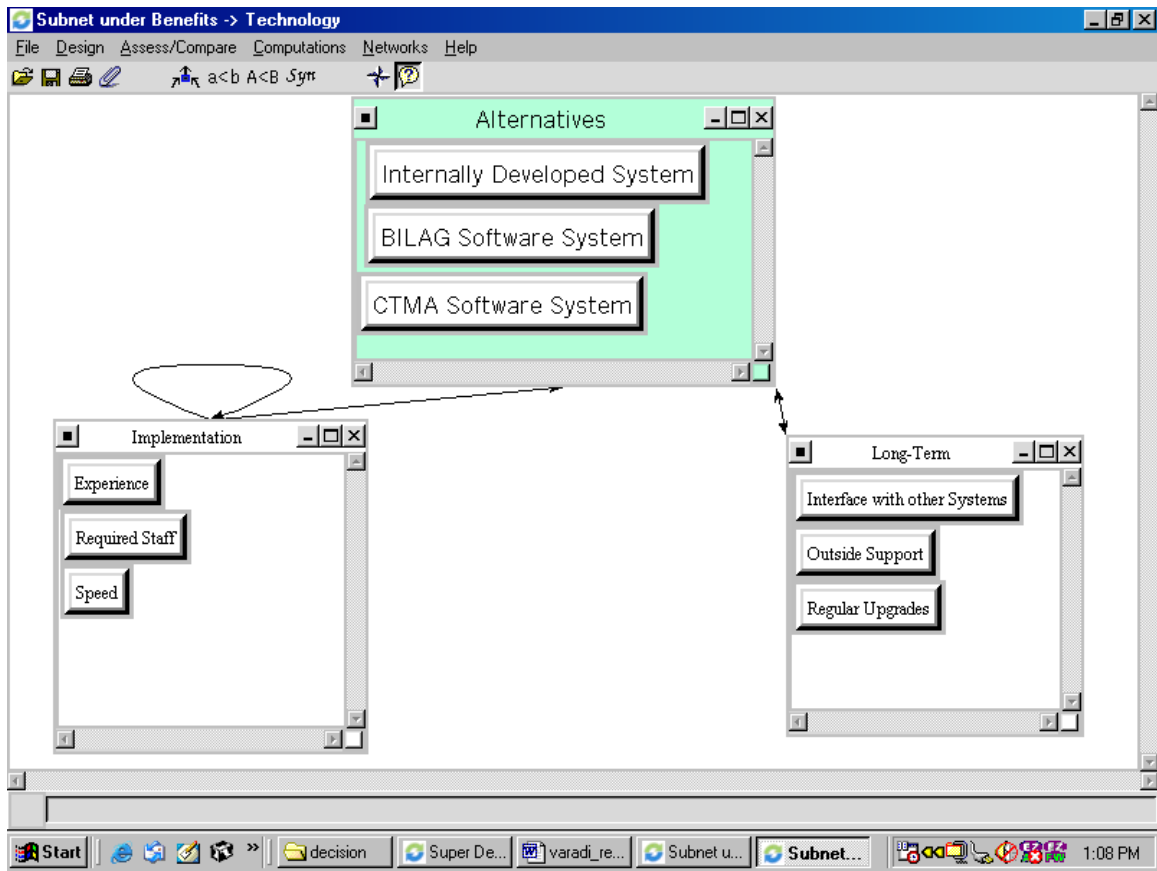 Subnet under Benefits -> Technology
File Design Assess/Compare Computations Networks Help
a<b A<B Syn
Alternatives
Internally Developed System
BILAG Software System
CTMA Software System
Implementation
Experience
Required Staff
Speed
Long-Term
Interface with other Systems
Outside Support
Regular Upgrades
Start » decision Super De... varadi_re... Subnet u... Subnet... 1:08 PM